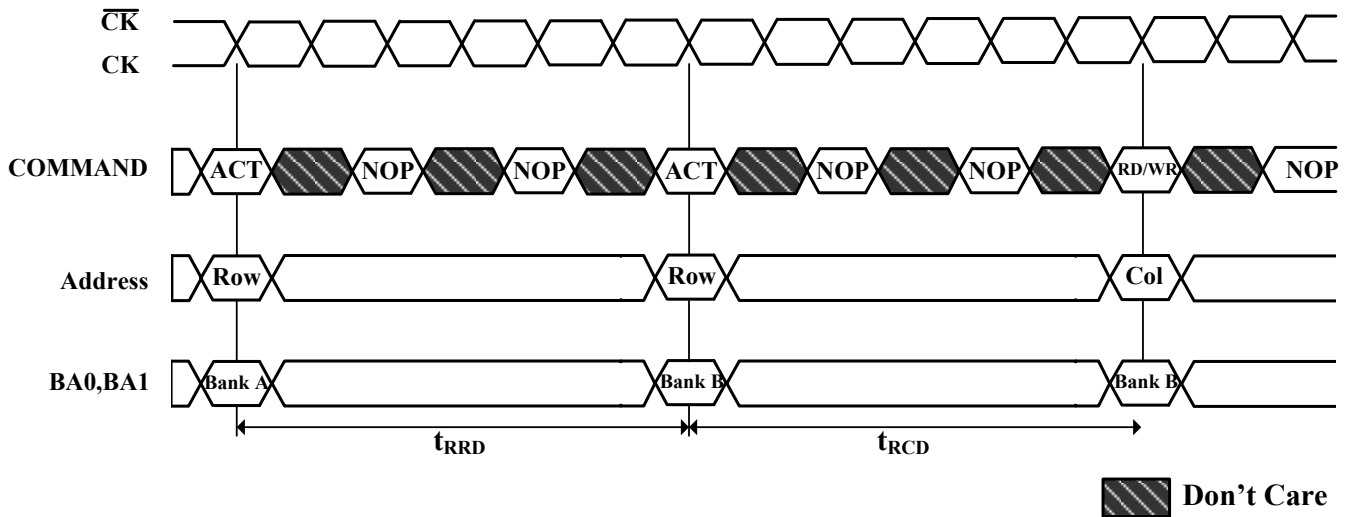 CK
CK
COMMAND ACT NOP NOP ACT NOP NOP RD/WR NOP
Address Row Row Col
BA0,BA1 Bank A Bank B Bank B
tRRD tRCD
Don't Care